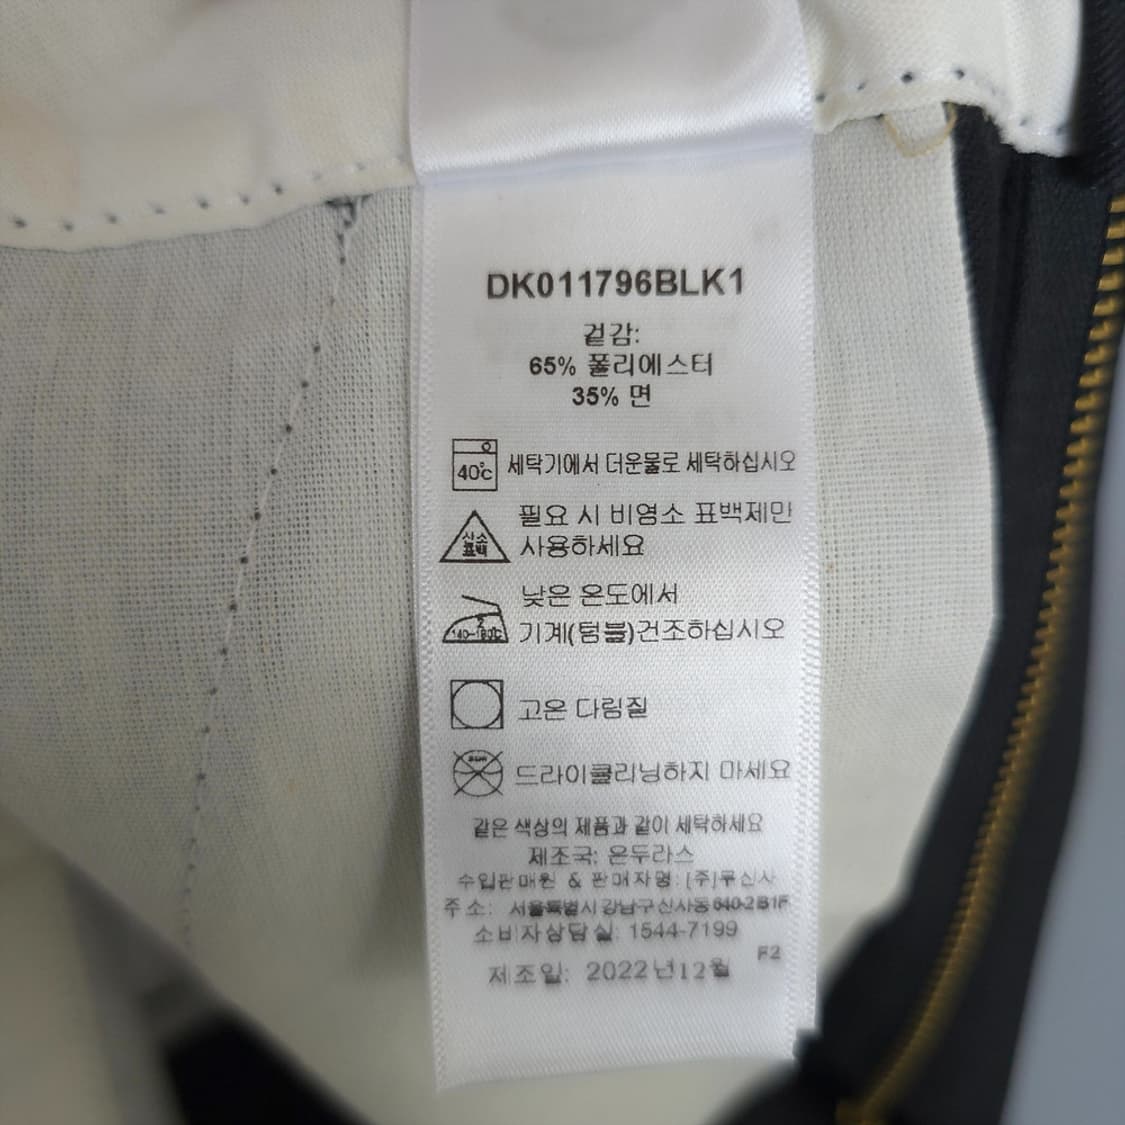 DK011796BLK1
겉감:
65% 폴리에스터
35% 면
40℃ 세탁기에서 더운물로 세탁하십시오
필요 시 비염소 표백제만
산소
표백 사용하세요
낮은 온도에서
140~160℃ 기계(텀블)건조하십시오
고온 다림질
드라이클리닝하지 마세요
같은 색상의 제품과 같이 세탁하세요
제조국: 온두라스
수입판매원 & 판매자명: (주)무신사
주소: 서울특별시 강남구 신사동 640-2 B1F
소비자상담실: 1544-7199
F2
제조일: 2022년12월